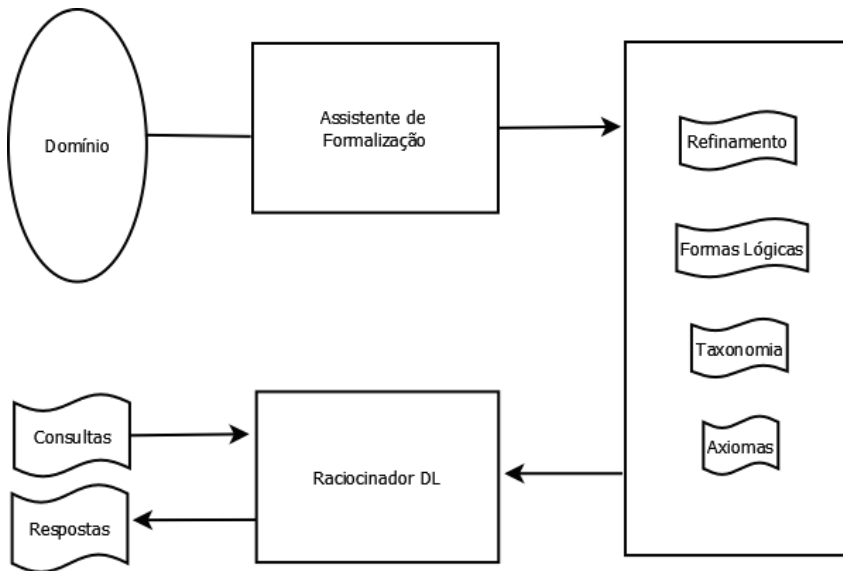 Domínio
Assistente de
Formalização
Refinamento
Formas Lógicas
Taxonomia
Axiomas
Consultas
Raciocinador DL
Respostas